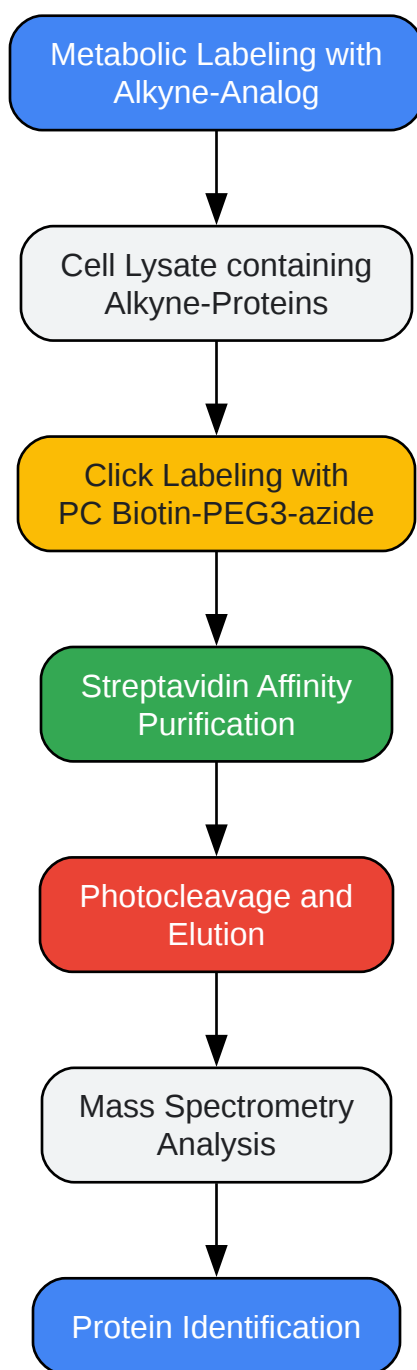 Metabolic Labeling with
Alkyne-Analog
Cell Lysate containing
Alkyne-Proteins
Click Labeling with
PC Biotin-PEG3-azide
Streptavidin Affinity
Purification
Photocleavage and
Elution
Mass Spectrometry
Analysis
Protein Identification